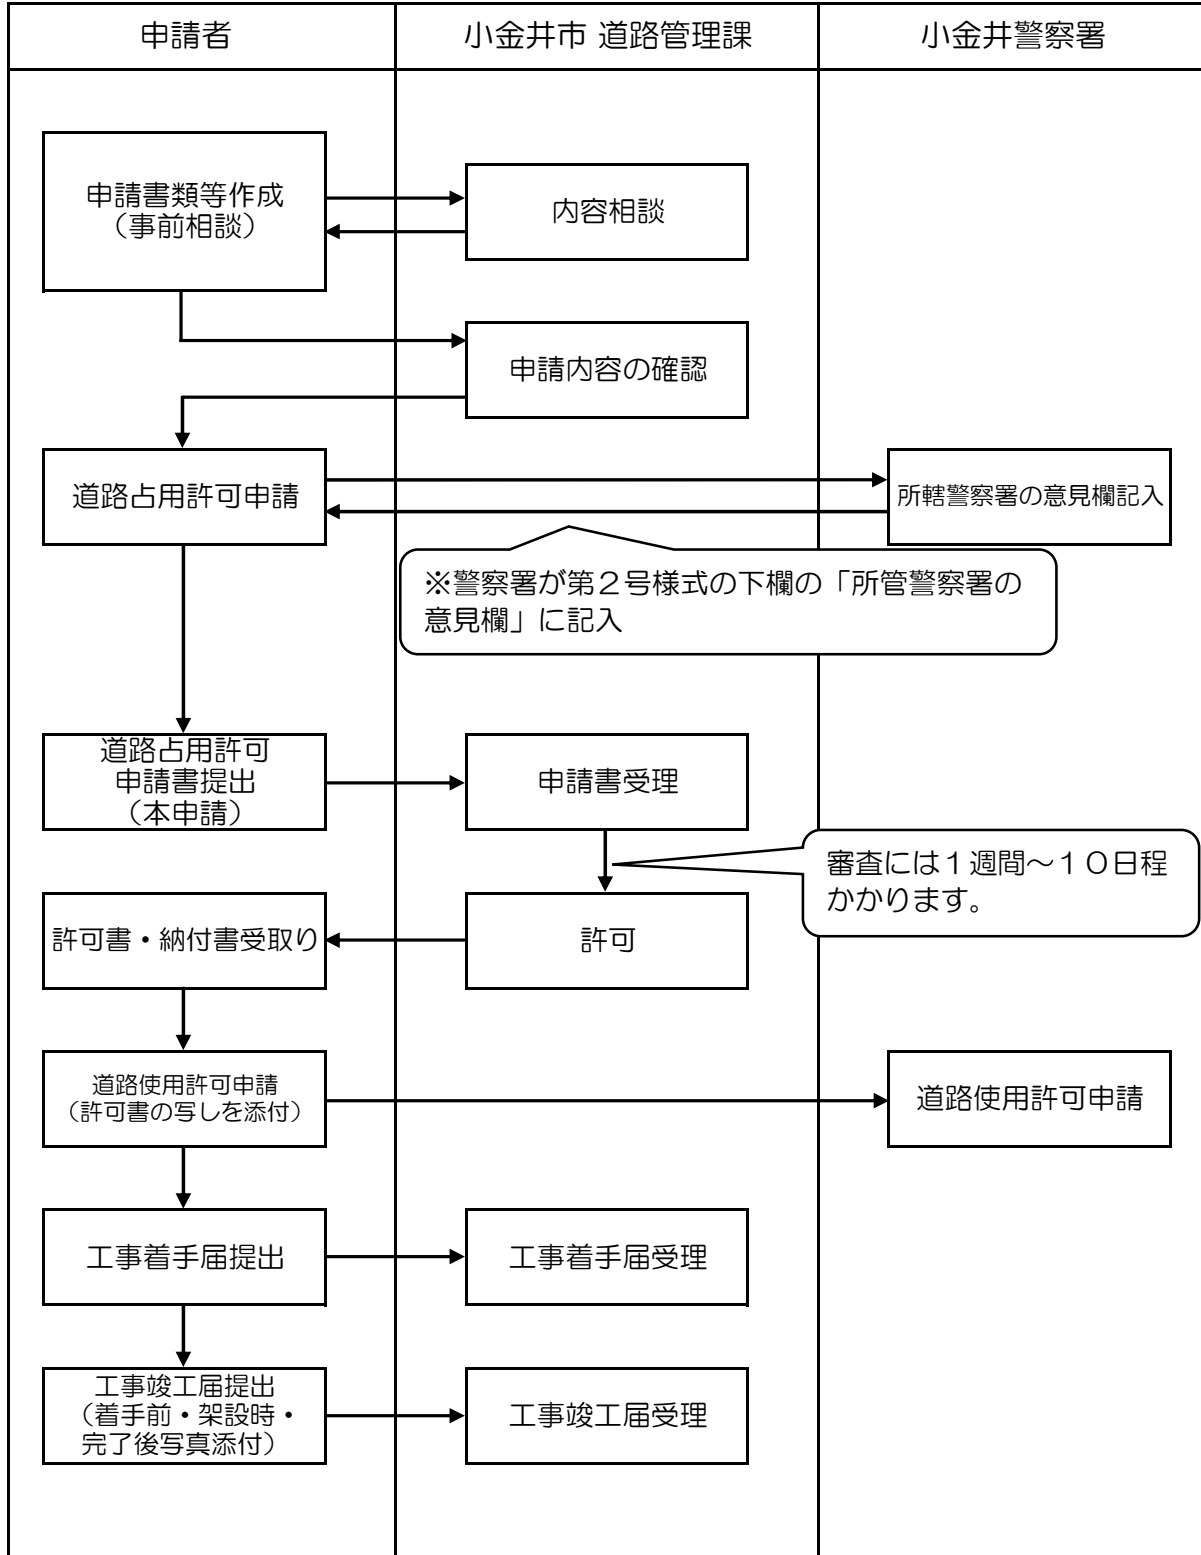 申請者
小金井市 道路管理課
小金井警察署
申請書類等作成
（事前相談）
内容相談
申請内容の確認
道路占用許可申請
所轄警察署の意見欄記入
※警察署が第２号様式の下欄の「所管警察署の
意見欄」に記入
道路占用許可
申請書提出
（本申請）
申請書受理
審査には１週間～１０日程
かかります。
許可書・納付書受取り
許可
道路使用許可申請
（許可書の写しを添付）
道路使用許可申請
工事着手届提出
工事着手届受理
工事竣工届提出
（着手前・架設時・
完了後写真添付）
工事竣工届受理